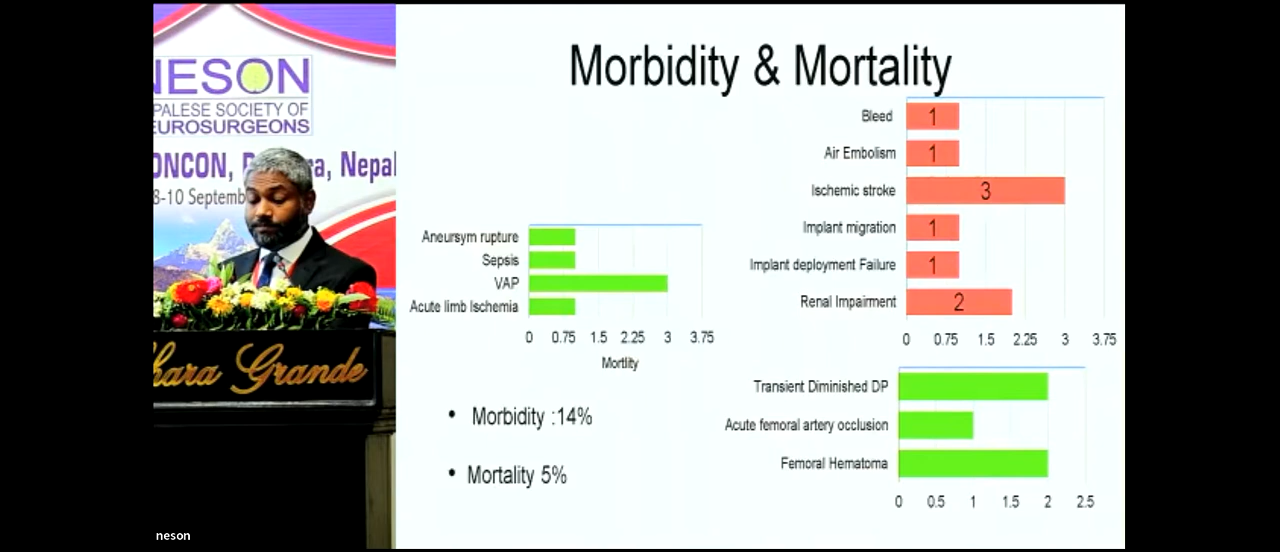 NESON
PALESE SOCIETY OF
EUROSURGEONS
ONCON, P ra, Nepal
8-10 Septemb
hara Grande
neson
Morbidity & Mortality
Aneursym rupture
Sepsis
VAP
Acute limb Ischemia
0 0.75 1.5 2.25 3 3.75
Mortlity
• Morbidity :14%
• Mortality 5%
Bleed 1
Air Embolism 1
Ischemic stroke 3
Implant migration 1
Implant deployment Failure 1
Renal Impairment 2
0 0.75 1.5 2.25 3 3.75
Transient Diminished DP
Acute femoral artery occlusion
Femoral Hematoma
0 0.5 1 1.5 2 2.5